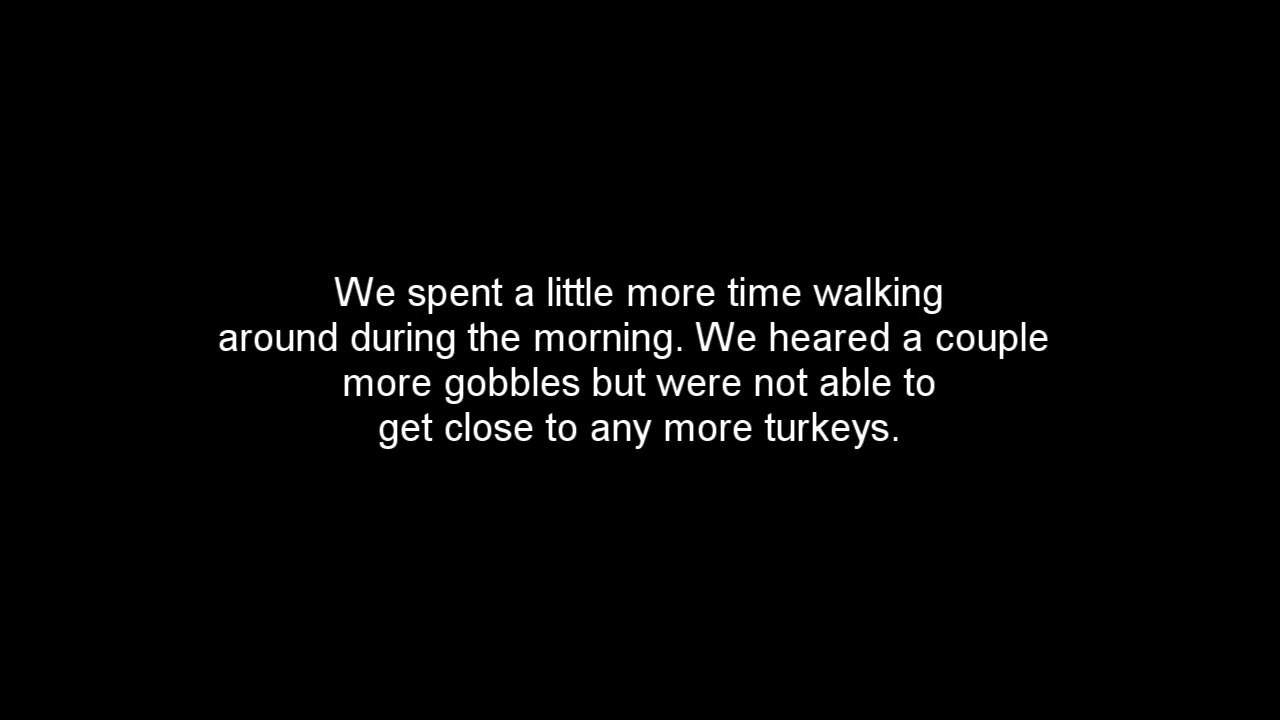 We spent a little more time walking
around during the morning. We heared a couple
more gobbles but were not able to
get close to any more turkeys.